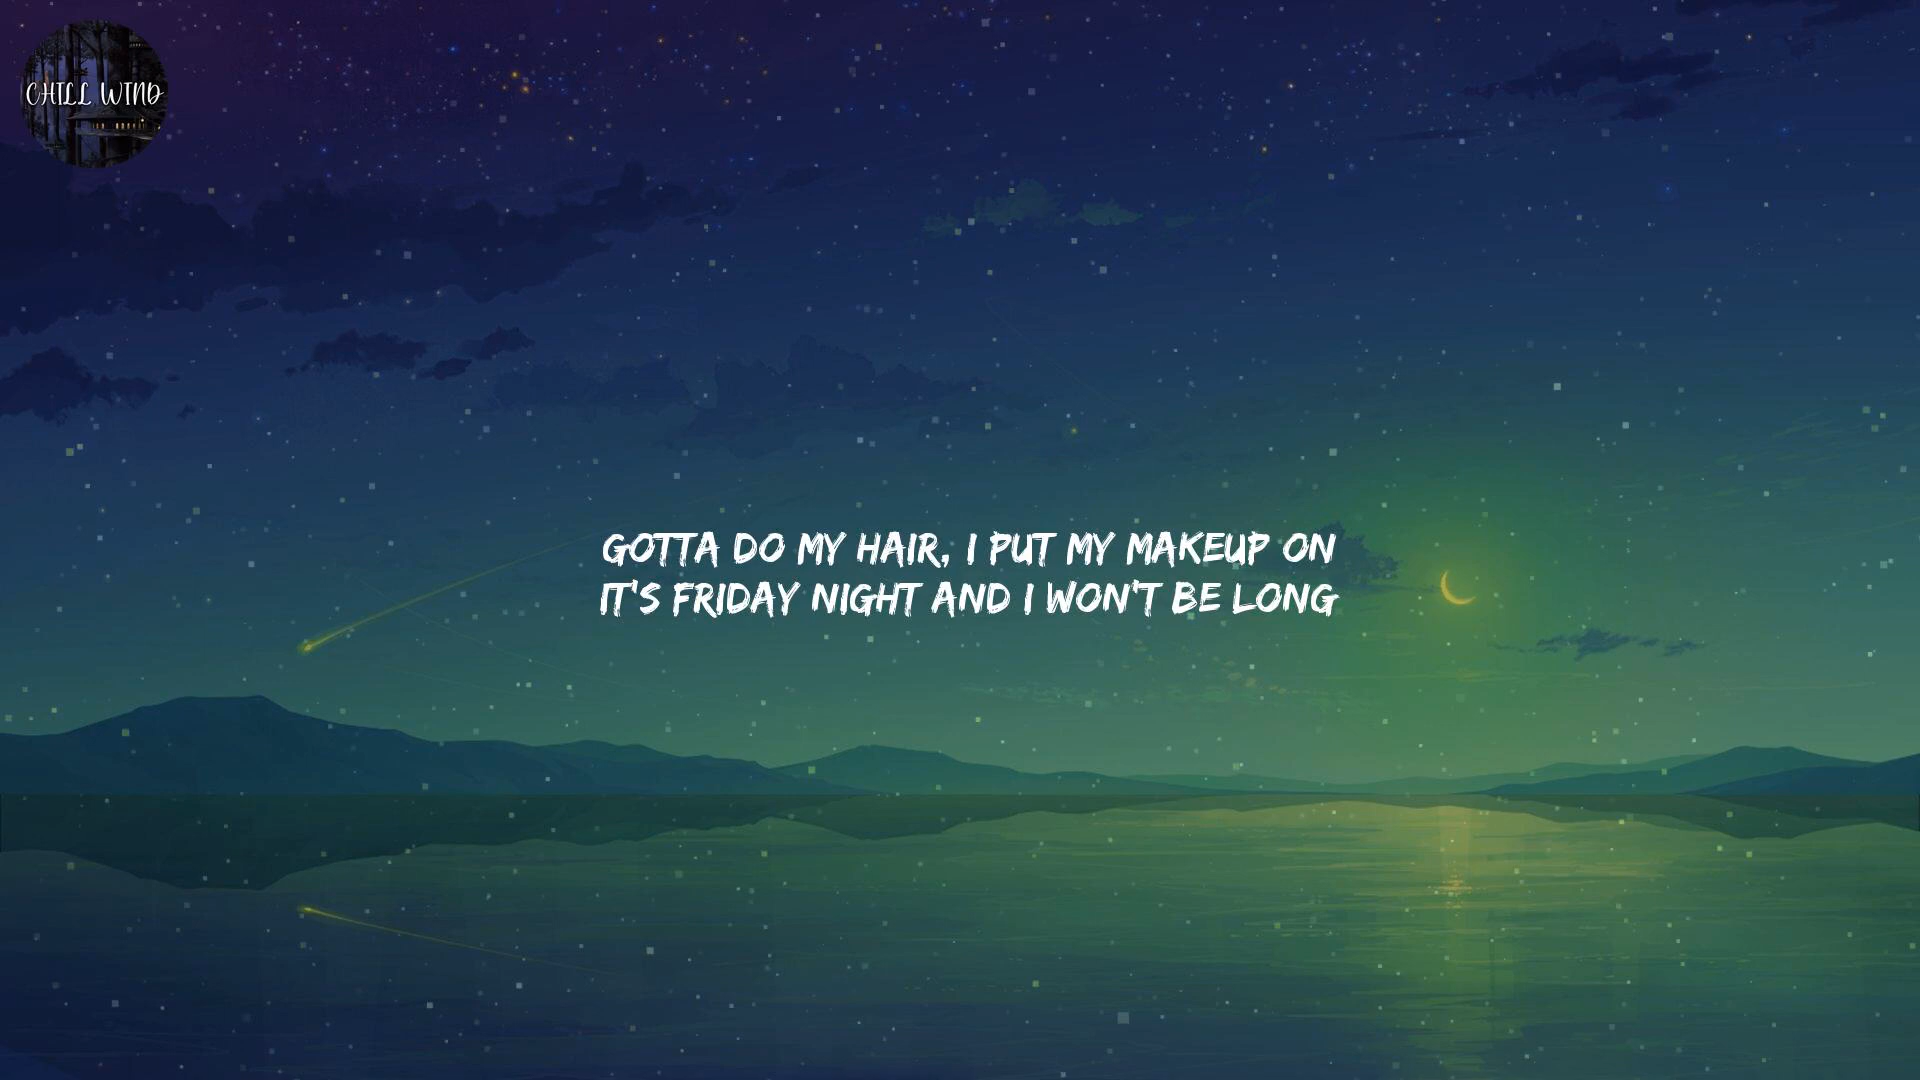 CHILL WIND
GOTTA DO MY HAIR, I PUT MY MAKEUP ON
IT'S FRIDAY NIGHT AND I WON'T BE LONG